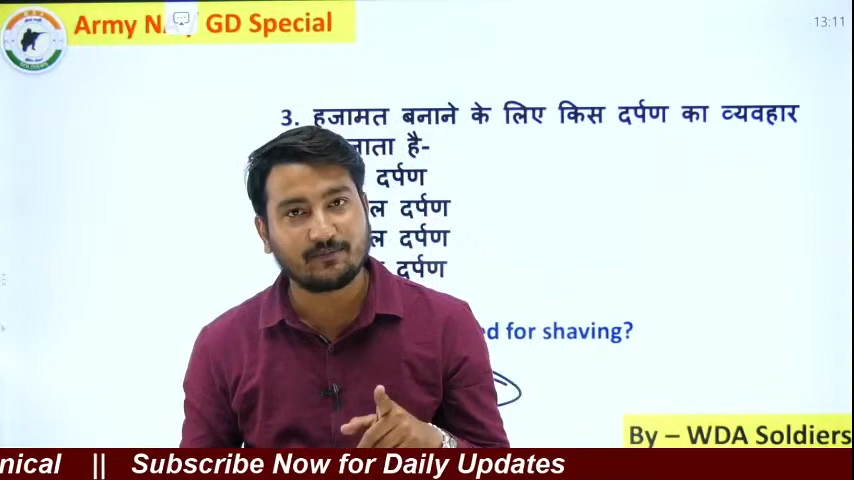 Army NA GD Special
13:11
3. हजामत बनाने के लिए किस दर्पण का व्यवहार
जाता है-
दर्पण
ल दर्पण
ल दर्पण
दर्पण
ed for shaving?
By – WDA Soldiers
nical || Subscribe Now for Daily Updates